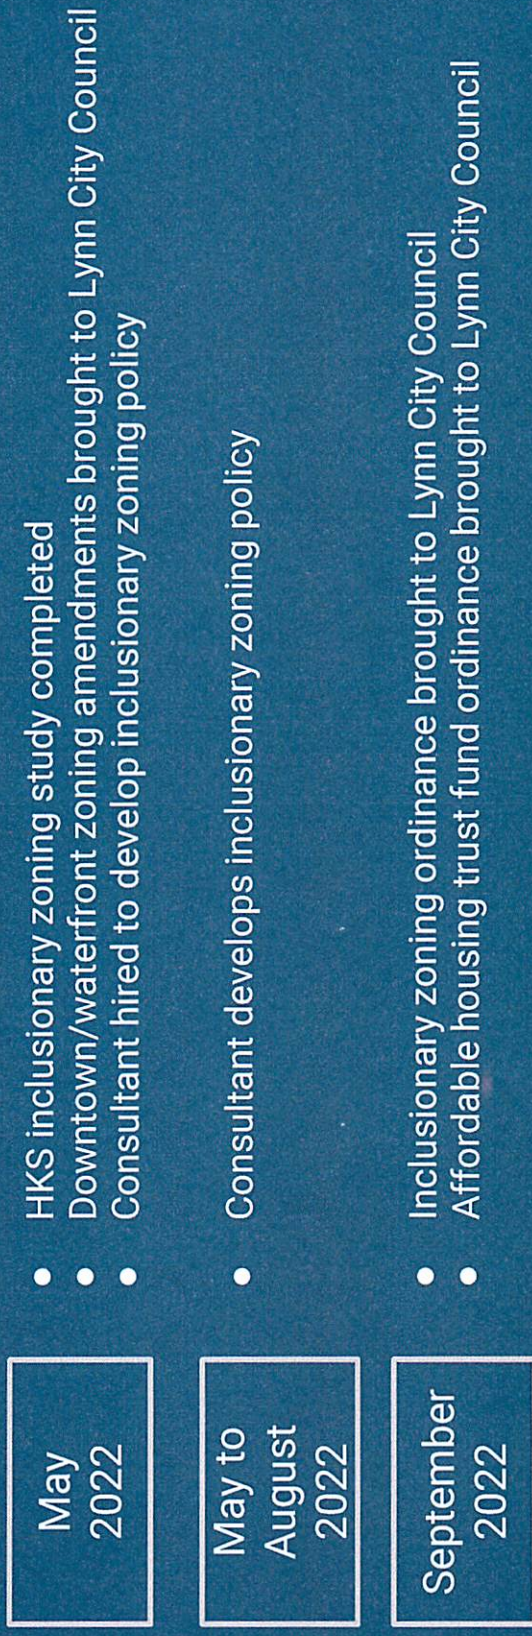 May
2022
• HKS inclusionary zoning study completed
• Downtown/waterfront zoning amendments brought to Lynn City Council
• Consultant hired to develop inclusionary zoning policy
May to
August
2022
• Consultant develops inclusionary zoning policy
September
2022
• Inclusionary zoning ordinance brought to Lynn City Council
• Affordable housing trust fund ordinance brought to Lynn City Council